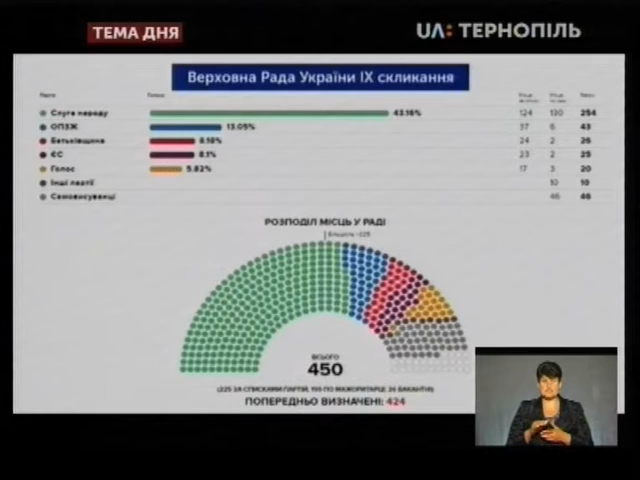 ТЕМА ДНЯ
UA: ТЕРНОПІЛЬ
Верховна Рада України IX скликання
Слуга народу 43.16% 124 130 254
ОПЗЖ 13.05% 37 6 43
Батьківщина 8.18% 24 2 26
ЄС 8.1% 23 2 25
Голос 5.82% 17 3 20
Інші партії 10 10
Самовисуванці 46 46
РОЗПОДІЛ МІСЦЬ У РАДІ
Більшість -225
ВСЬОГО
450
(225 ЗА СПИСКАМИ ПАРТІЙ, 199 ПО МАЖОРИТАРЦІ, 26 ВАКАНТНІ)
ПОПЕРЕДНЬО ВИЗНАЧЕНІ: 424